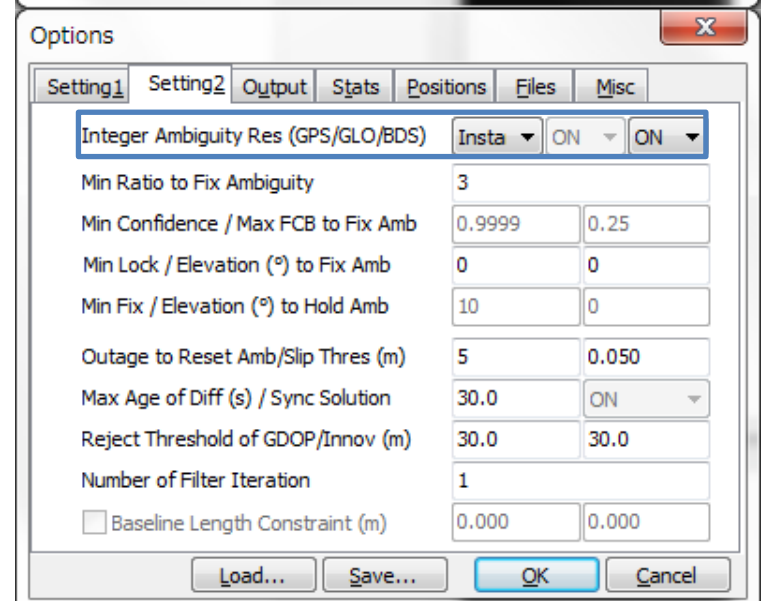 Options
Setting1 Setting2 Output Stats Positions Files Misc
Integer Ambiguity Res (GPS/GLO/BDS) Insta ON ON
Min Ratio to Fix Ambiguity 3
Min Confidence / Max FCB to Fix Amb 0.9999 0.25
Min Lock / Elevation (°) to Fix Amb 0 0
Min Fix / Elevation (°) to Hold Amb 10 0
Outage to Reset Amb/Slip Thres (m) 5 0.050
Max Age of Diff (s) / Sync Solution 30.0 ON
Reject Threshold of GDOP/Innov (m) 30.0 30.0
Number of Filter Iteration 1
Baseline Length Constraint (m) 0.000 0.000
Load... Save... OK Cancel